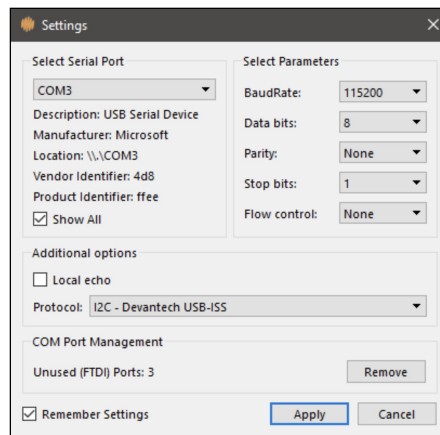 Settings
Select Serial Port
COM3
Description: USB Serial Device
Manufacturer: Microsoft
Location: \\.\COM3
Vendor Identifier: 4d8
Product Identifier: ffee
Show All
Select Parameters
BaudRate: 115200
Data bits: 8
Parity: None
Stop bits: 1
Flow control: None
Additional options
Local echo
Protocol: I2C - Devantech USB-ISS
COM Port Management
Unused (FTDI) Ports: 3 Remove
Remember Settings Apply Cancel